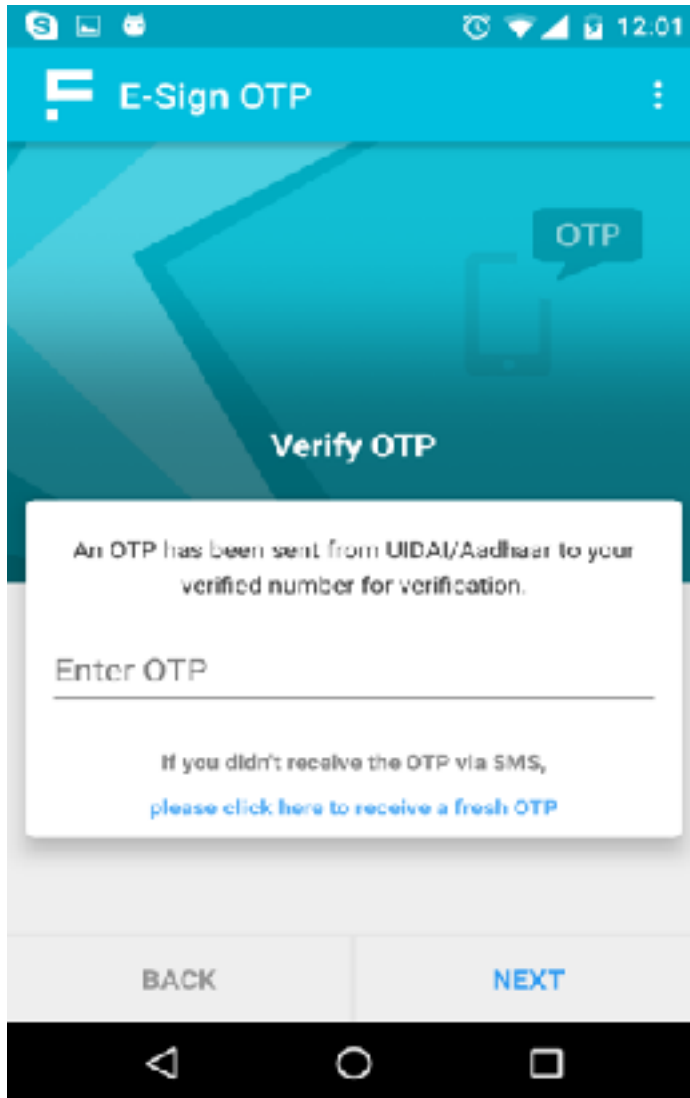 12:01
E-Sign OTP
OTP
Verify OTP
An OTP has been sent from UIDAI/Aadhaar to your
verified number for verification.
Enter OTP
If you didn't receive the OTP via SMS,
please click here to receive a fresh OTP
BACK NEXT